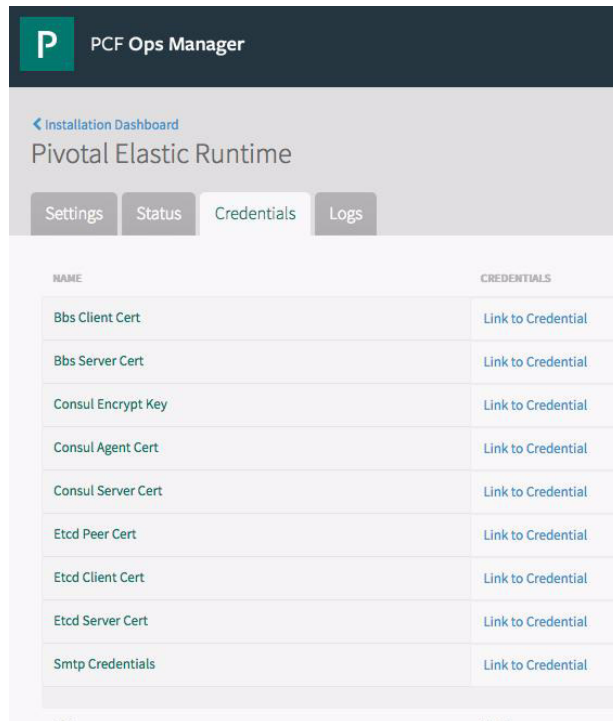 P PCF Ops Manager
Installation Dashboard
Pivotal Elastic Runtime
Settings Status Credentials Logs
NAME CREDENTIALS
Bbs Client Cert Link to Credential
Bbs Server Cert Link to Credential
Consul Encrypt Key Link to Credential
Consul Agent Cert Link to Credential
Consul Server Cert Link to Credential
Etcd Peer Cert Link to Credential
Etcd Client Cert Link to Credential
Etcd Server Cert Link to Credential
Smtp Credentials Link to Credential